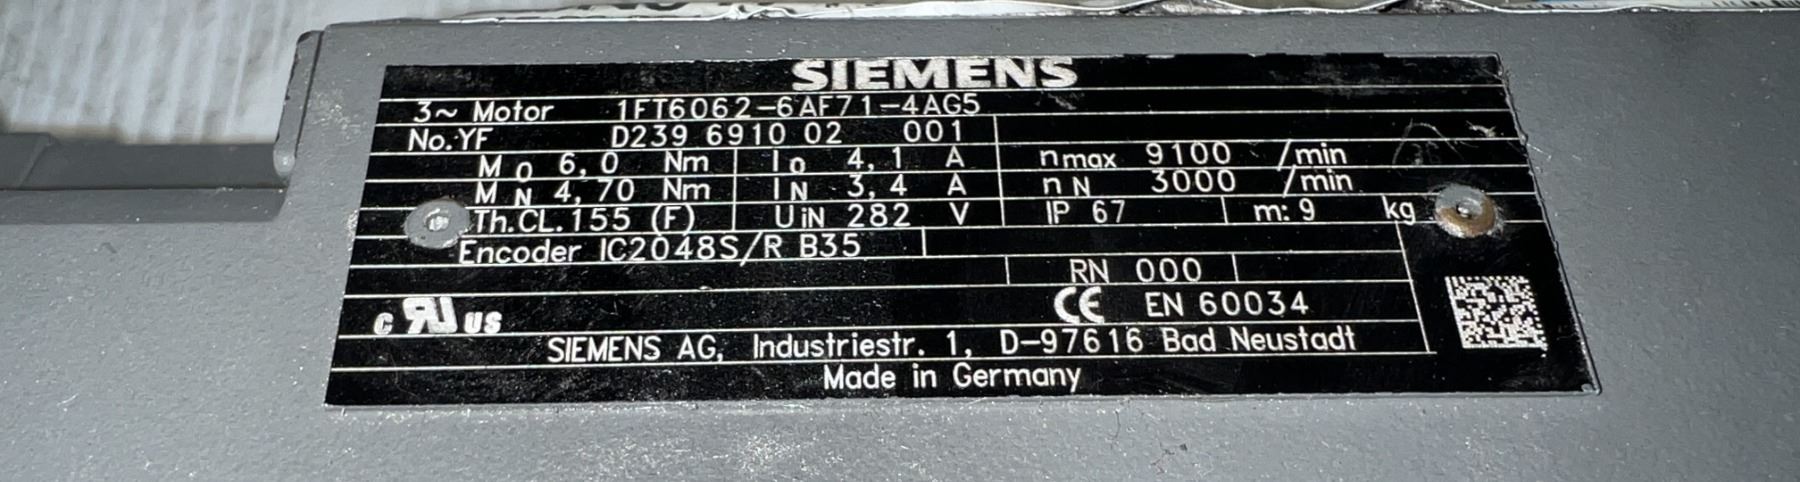 SIEMENS
3~ Motor 1FT6062-6AF71-4AG5
No. YF D239 6910 02 001
M0 6,0 Nm I0 4,1 A nmax 9100 /min
MN 4,70 Nm IN 3,4 A nN 3000 /min
Th.CL.155 (F) UiN 282 V IP 67 m: 9 kg
Encoder IC2048S/R B35
RN 000
c RU US CE EN 60034
SIEMENS AG, Industriestr. 1, D-97616 Bad Neustadt
Made in Germany